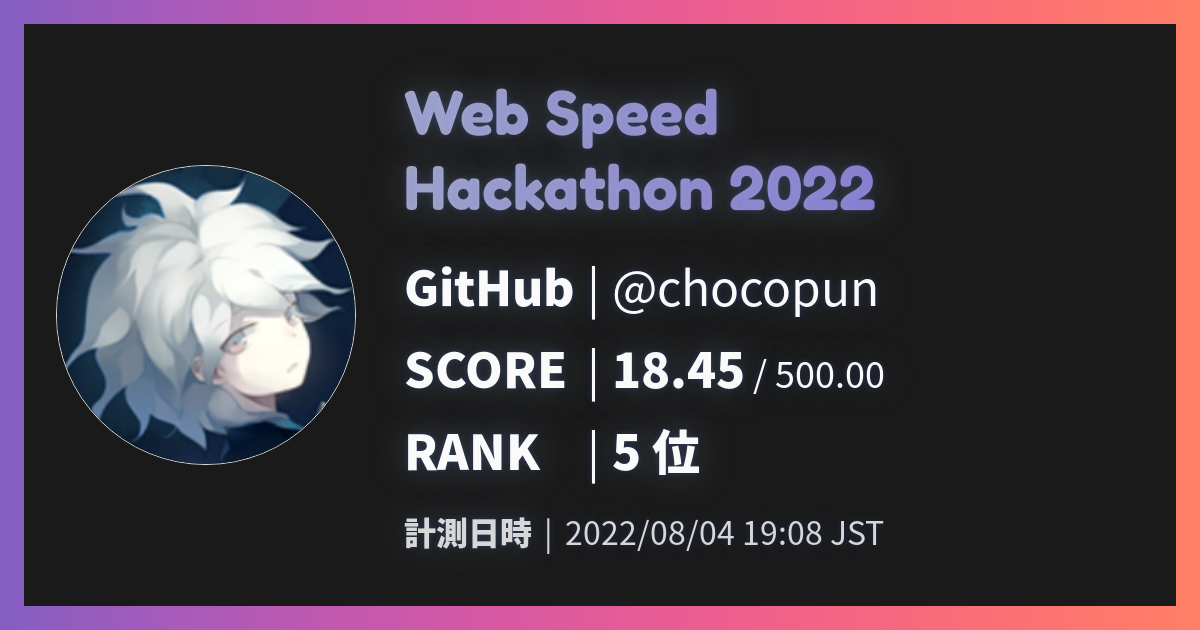 Web Speed
Hackathon 2022
GitHub | @chocopun
SCORE | 18.45 / 500.00
RANK | 5 位
計測日時 | 2022/08/04 19:08 JST